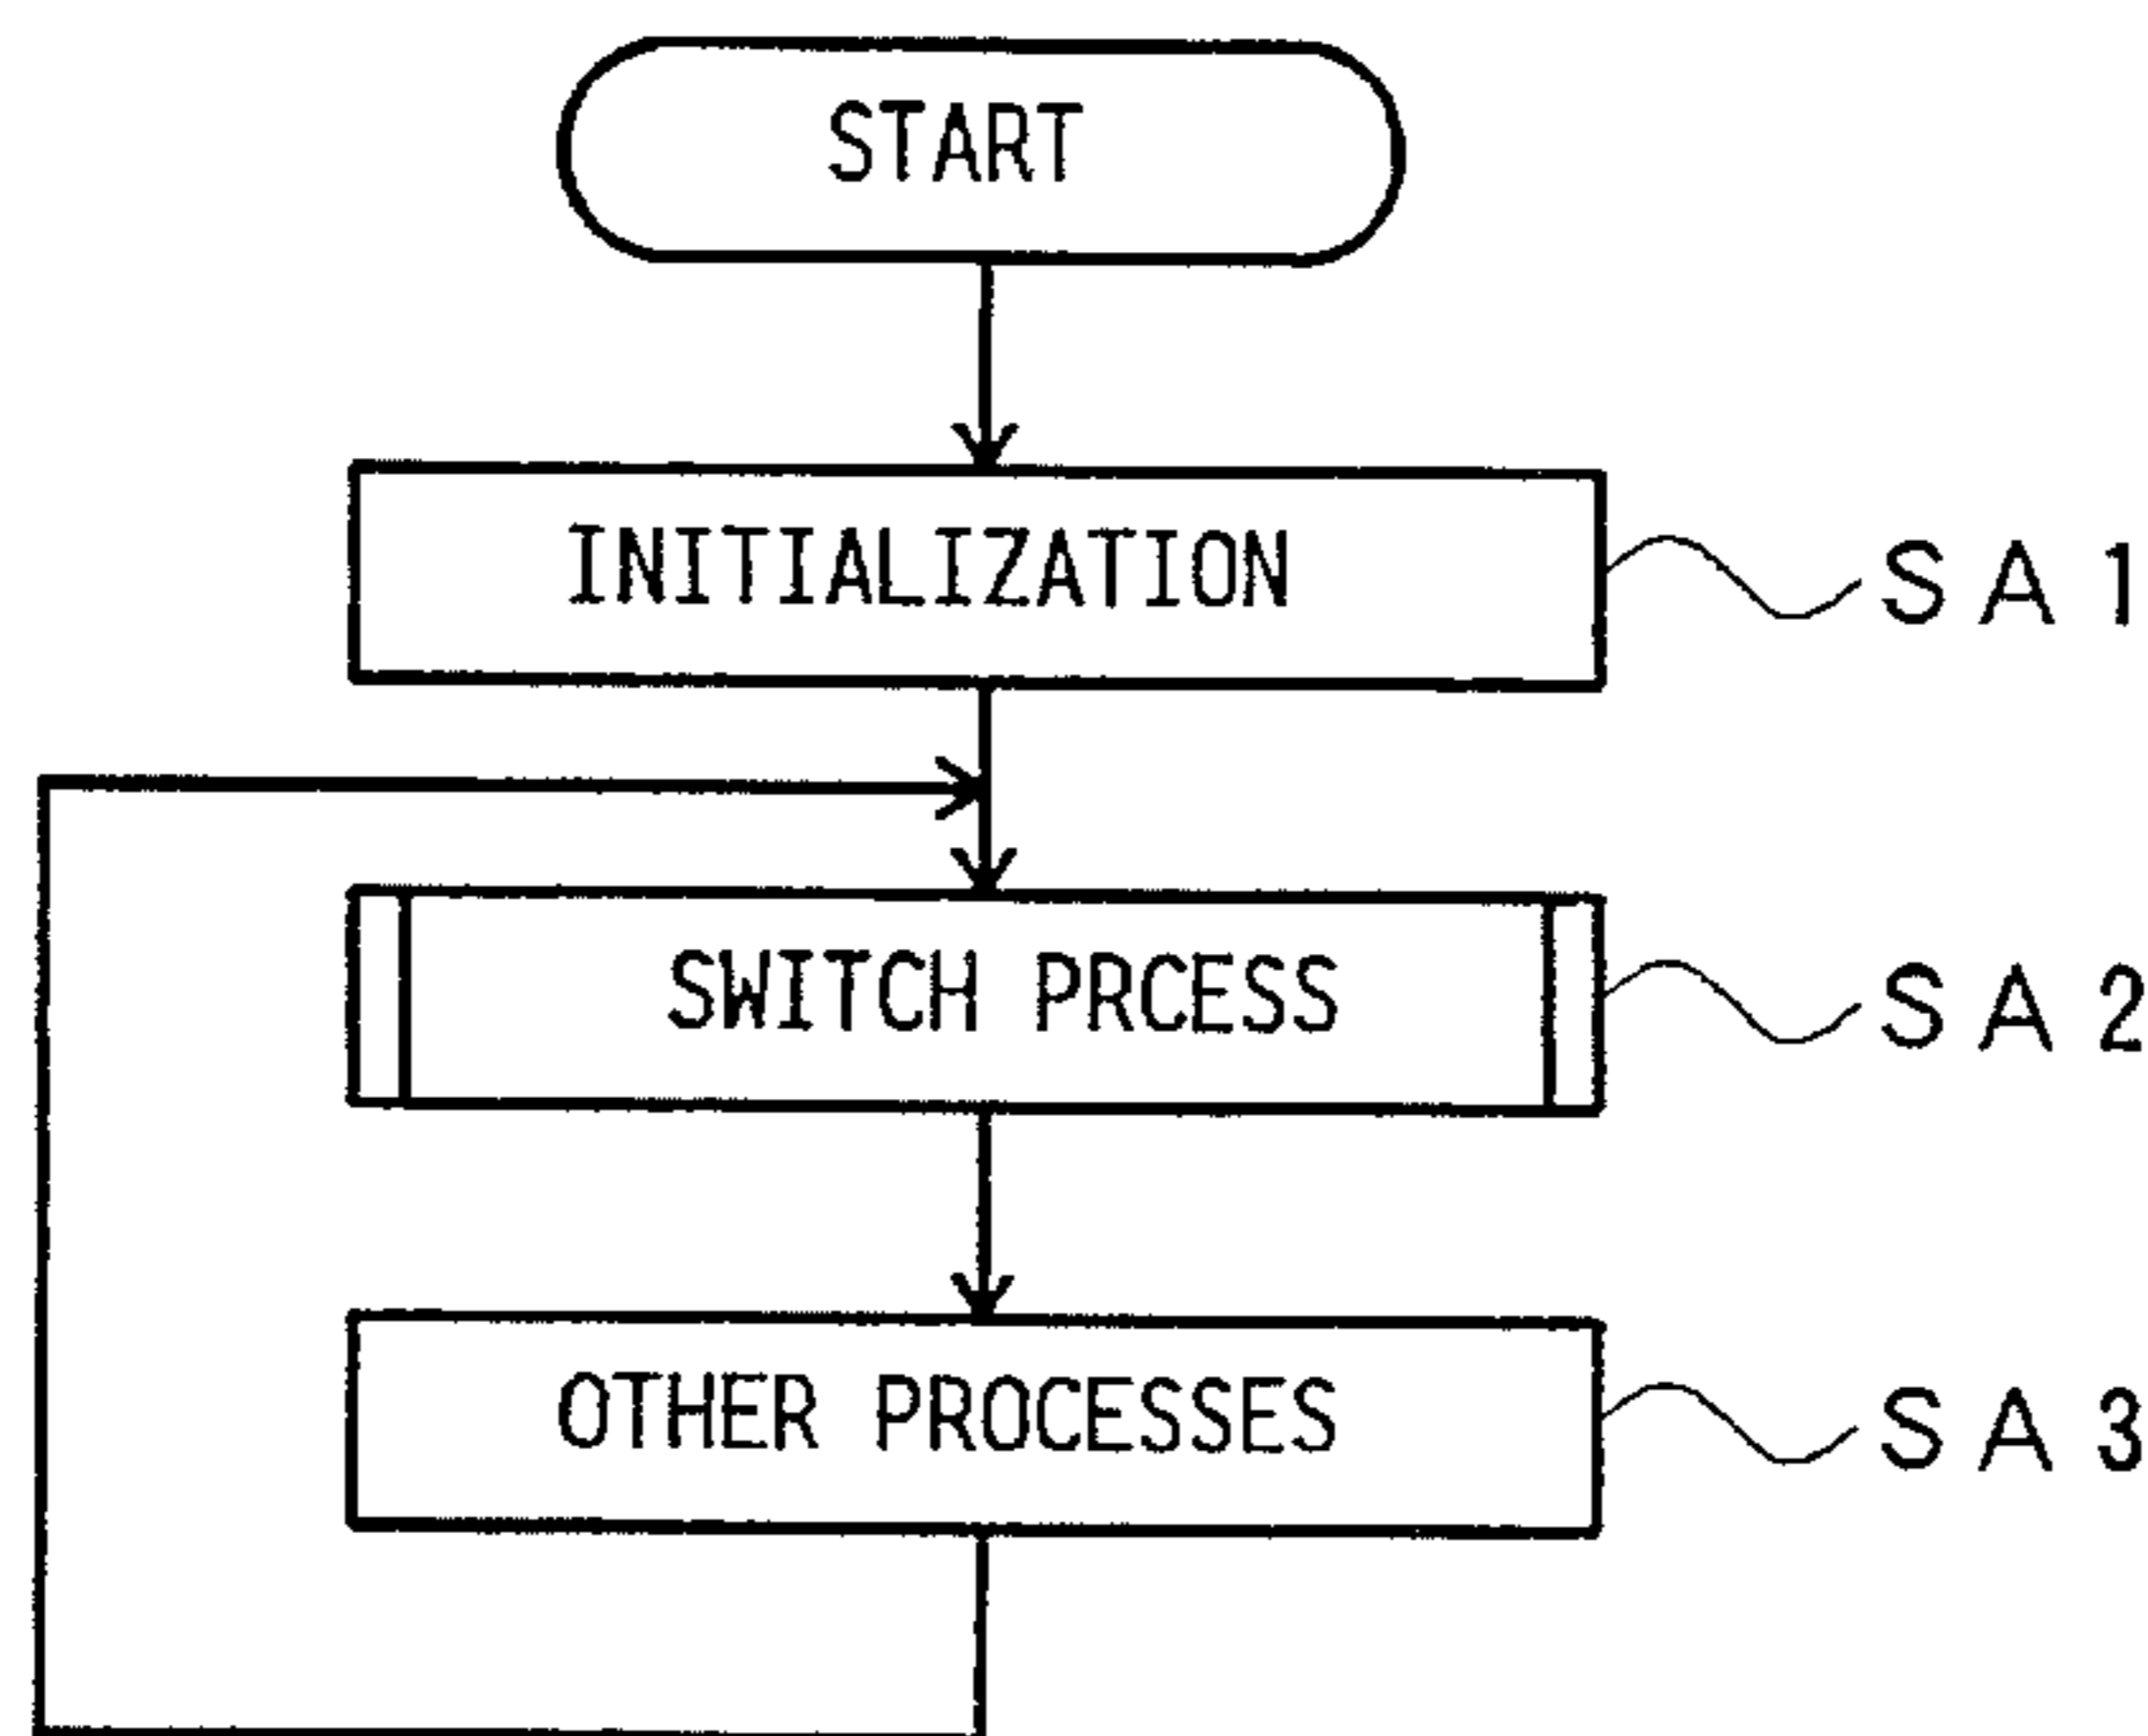 START
INITIALIZATION
SA1
SWITCH PRCESS
SA2
OTHER PROCESSES
SA3